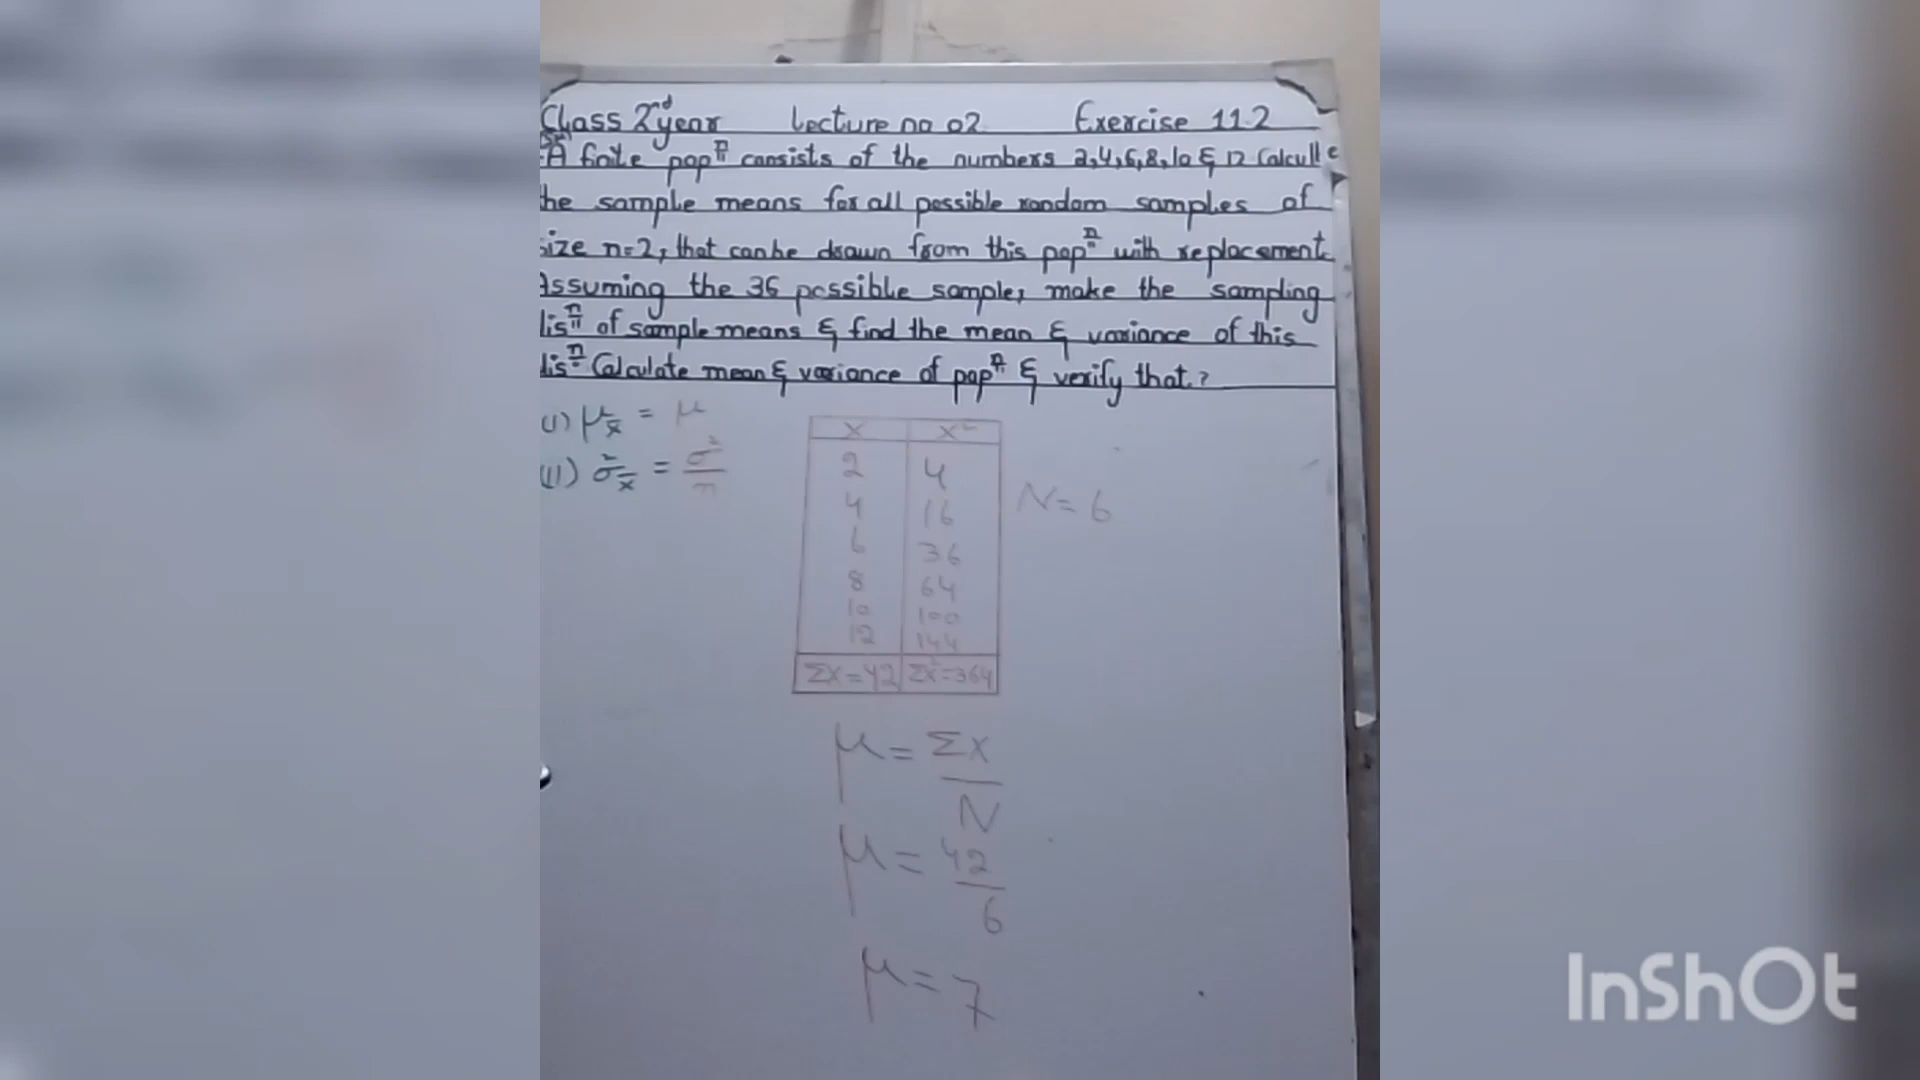 Class 2nd year Lecture no 02 Exercise 11.2
A finite popⁿ consists of the numbers 2,4,6,8,10 & 12 Calcull e
he sample means for all possible random samples of
size n=2, that can be drawn from this popⁿ with replacement.
Assuming the 36 possible samples, make the sampling
disⁿ of sample means & find the mean & variance of this
disⁿ Calculate mean & variance of popⁿ & verify that?
(I) μx̄ = μ
(II) σ²x̄ = σ²/n
X X²
2 4
4 16
6 36
8 64
10 100
12 144
ΣX=42 ΣX²=364
N=6
μ = ΣX/N
μ = 42/6
μ = 7
InShOt